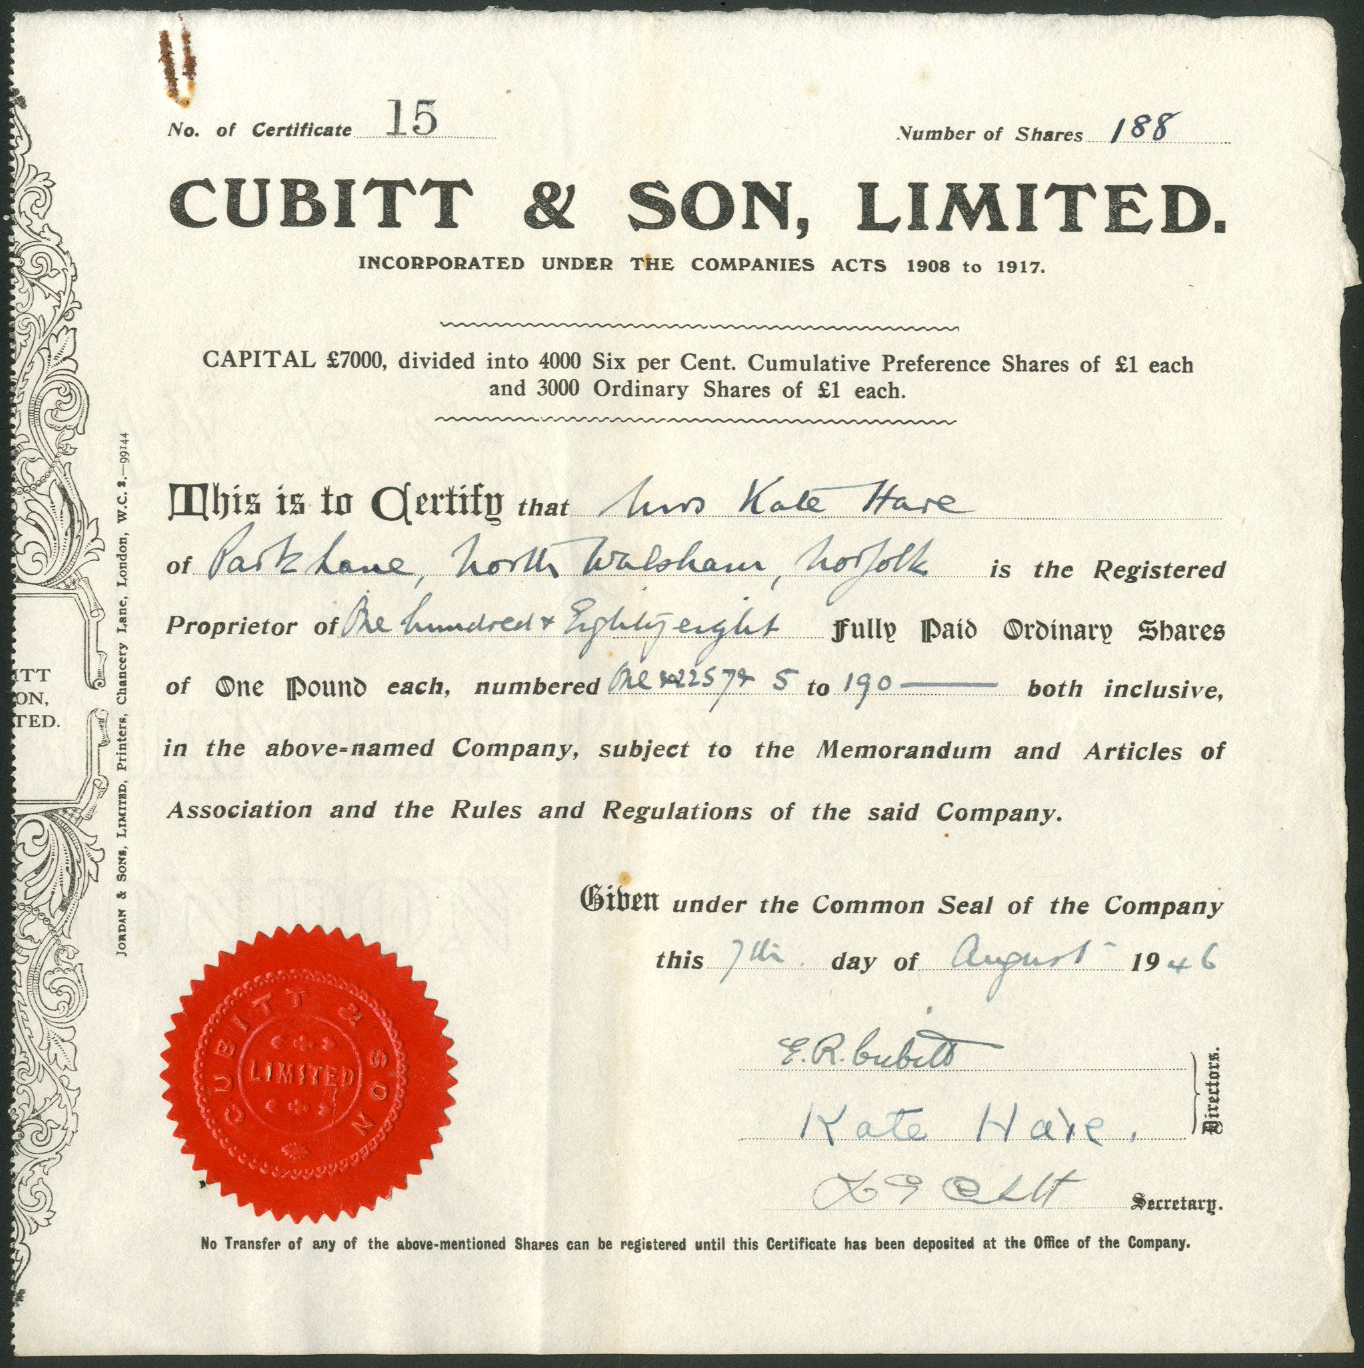 No. of Certificate 15
Number of Shares 188
CUBITT & SON, LIMITED.
INCORPORATED UNDER THE COMPANIES ACTS 1908 to 1917.
CAPITAL £7000, divided into 4000 Six per Cent. Cumulative Preference Shares of £1 each
and 3000 Ordinary Shares of £1 each.
This is to Certify that Mrs Kate Hare
of Park Lane, North Walsham, Norfolk is the Registered
Proprietor of One hundred & Eighty eight Fully Paid Ordinary Shares
of One Pound each, numbered One & 2257 & 5 to 190 both inclusive,
in the above-named Company, subject to the Memorandum and Articles of
Association and the Rules and Regulations of the said Company.
Given under the Common Seal of the Company
this 7th day of August 1946
E. R. Cubitt
Kate Hare.
Directors.
Secretary.
No Transfer of any of the above-mentioned Shares can be registered until this Certificate has been deposited at the Office of the Company.
CUBITT & SON
LIMITED
JORDAN & SONS, LIMITED, Printers, Chancery Lane, London, W.C. 2.—99144
ITT
ON,
TED.